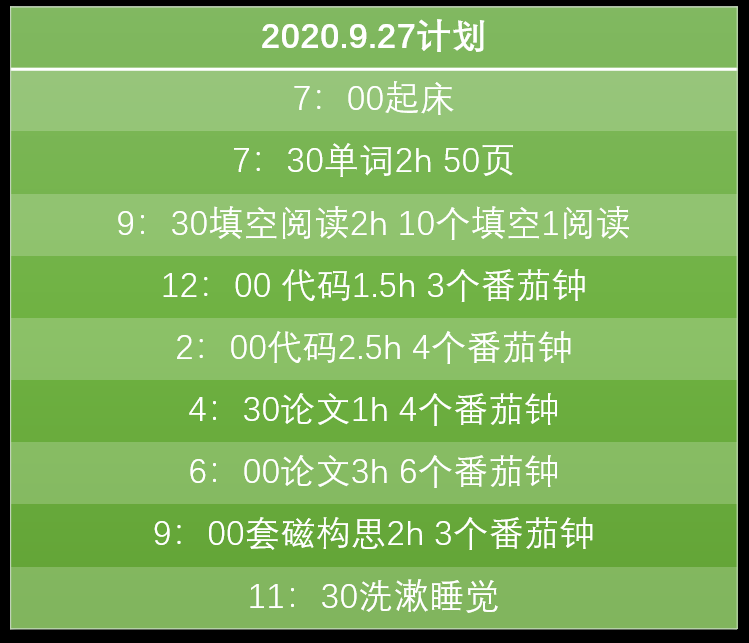 2020.9.27计划
7：00起床
7：30单词2h 50页
9：30填空阅读2h 10个填空1阅读
12：00 代码1.5h 3个番茄钟
2：00代码2.5h 4个番茄钟
4：30论文1h 4个番茄钟
6：00论文3h 6个番茄钟
9：00套磁构思2h 3个番茄钟
11：30洗漱睡觉